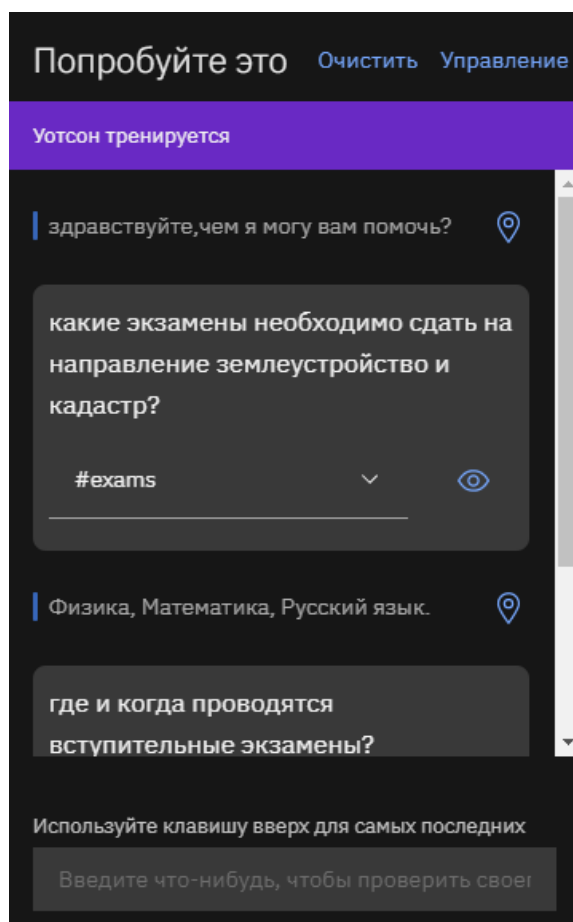 Попробуйте это Очистить Управление
Уотсон тренируется
здравствуйте,чем я могу вам помочь?
какие экзамены необходимо сдать на
направление землеустройство и
кадастр?
#exams
Физика, Математика, Русский язык.
где и когда проводятся
вступительные экзамены?
Используйте клавишу вверх для самых последних
Введите что-нибудь, чтобы проверить своег